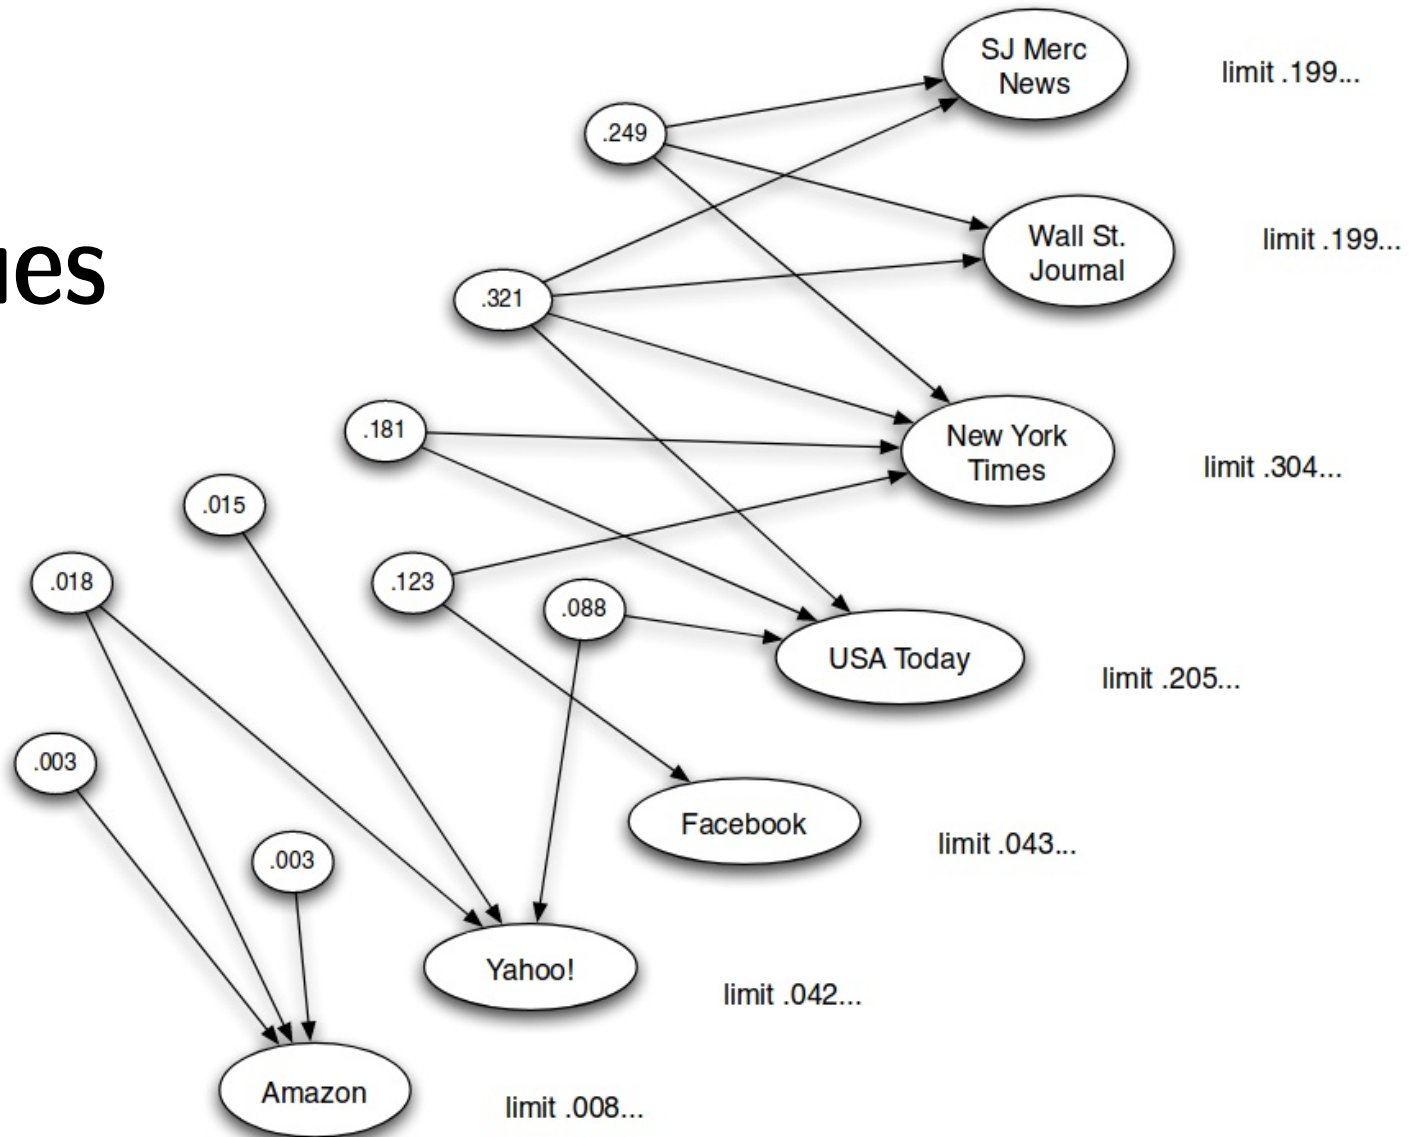 SJ Merc
News
limit .199...
.249
Wall St.
Journal
limit .199...
.321
.181
New York
Times
limit .304...
.015
.018
.123
.088
USA Today
limit .205...
.003
Facebook
limit .043...
.003
Yahoo!
limit .042...
Amazon
limit .008...